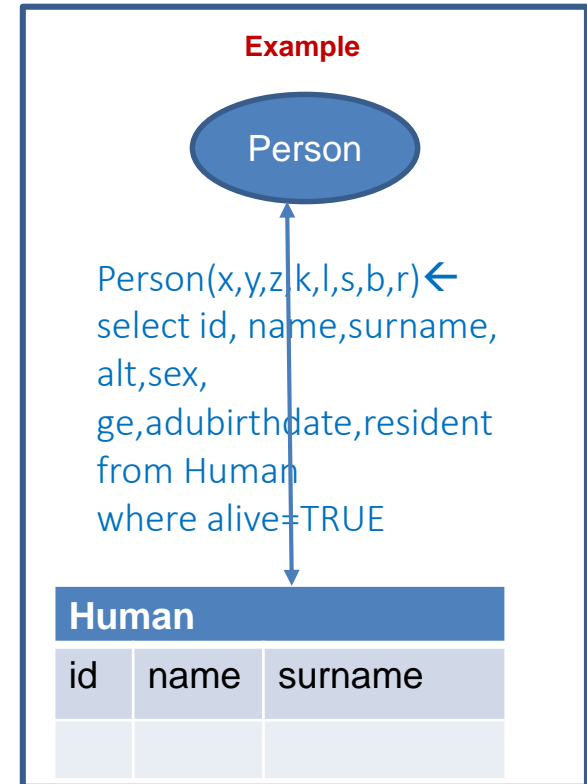 Example
Person
Person(x,y,z,k,l,s,b,r)←
select id, name,surname,
alt,sex,
ge,adubirthdate,resident
from Human
where alive=TRUE
Human
id name surname